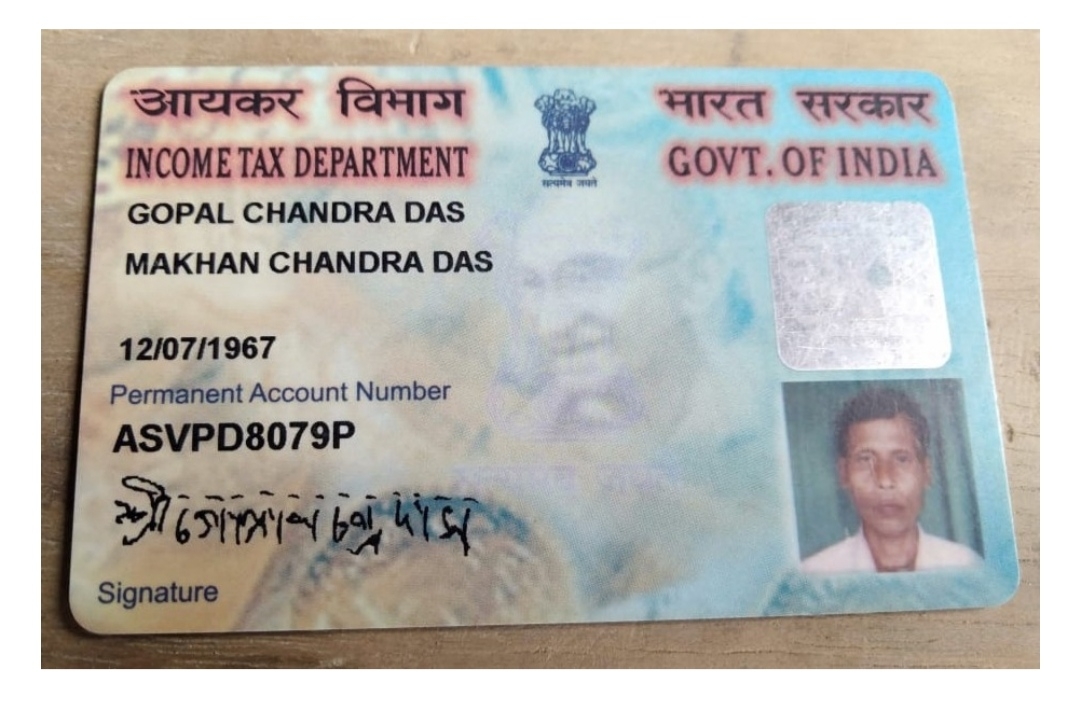 आयकर विभाग
INCOME TAX DEPARTMENT
सत्यमेव जयते
भारत सरकार
GOVT. OF INDIA
GOPAL CHANDRA DAS
MAKHAN CHANDRA DAS
12/07/1967
Permanent Account Number
ASVPD8079P
শ্রী গোপাল চন্দ্র দাস
Signature